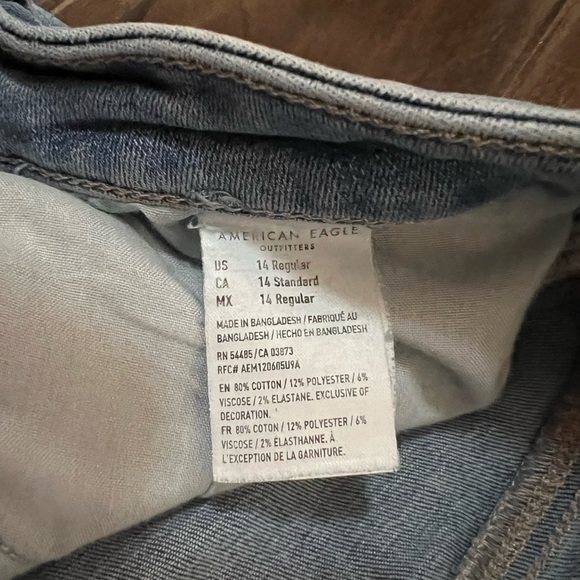 AMERICAN EAGLE
OUTFITTERS
US 14 Regular
CA 14 Standard
MX 14 Regular
MADE IN BANGLADESH / FABRIQUÉ AU
BANGLADESH / HECHO EN BANGLADESH
RN 54485/CA 03873
RFC# AEM120605U9A
EN 80% COTTON / 12% POLYESTER / 6%
VISCOSE / 2% ELASTANE. EXCLUSIVE OF
DECORATION.
FR 80% COTON / 12% POLYESTER / 6%
VISCOSE / 2% ÉLASTHANNE. À
L'EXCEPTION DE LA GARNITURE.